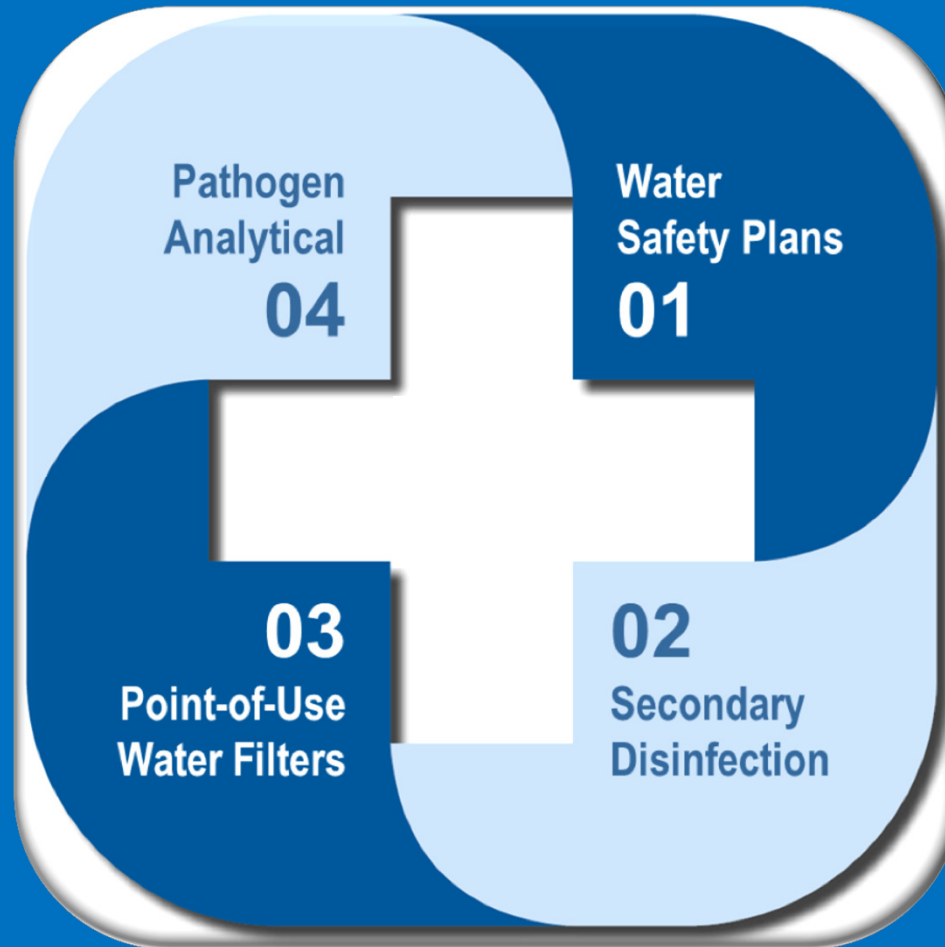 Pathogen
Analytical
04
Water
Safety Plans
01
03
Point-of-Use
Water Filters
02
Secondary
Disinfection